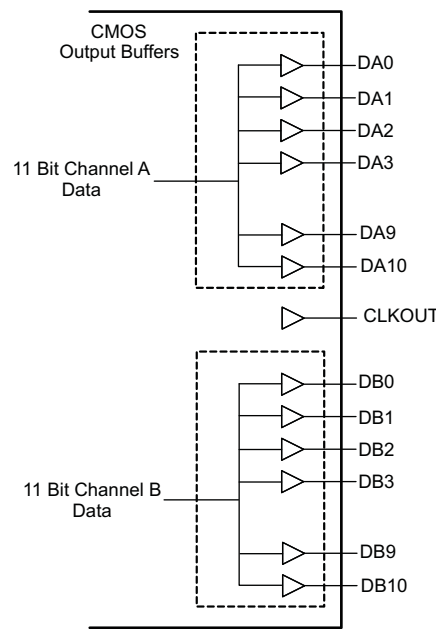 CMOS
Output Buffers
DA0
DA1
DA2
DA3
11 Bit Channel A
Data
DA9
DA10
CLKOUT
DB0
DB1
DB2
DB3
11 Bit Channel B
Data
DB9
DB10